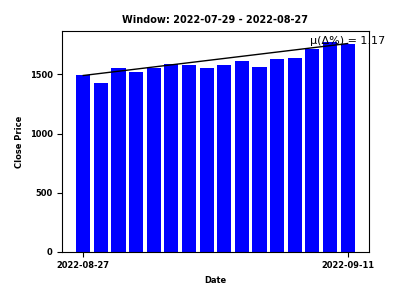 Window: 2022-07-29 - 2022-08-27
μ(Δ%) = 1.17
1500
1000
500
0
Close Price
2022-08-27 2022-09-11
Date